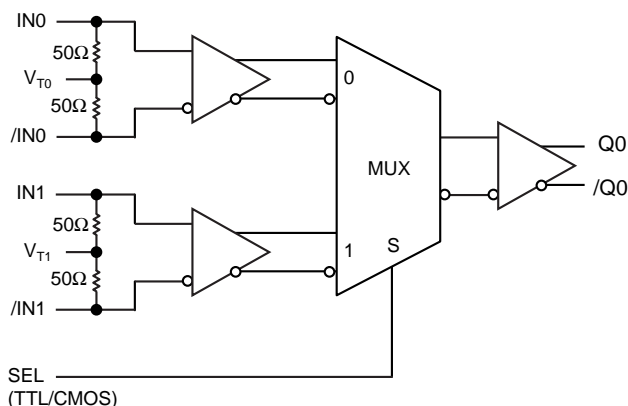 IN0
50Ω
VT0
50Ω
/IN0
0
Q0
/Q0
MUX
IN1
50Ω
VT1
50Ω
/IN1
1
S
SEL
(TTL/CMOS)